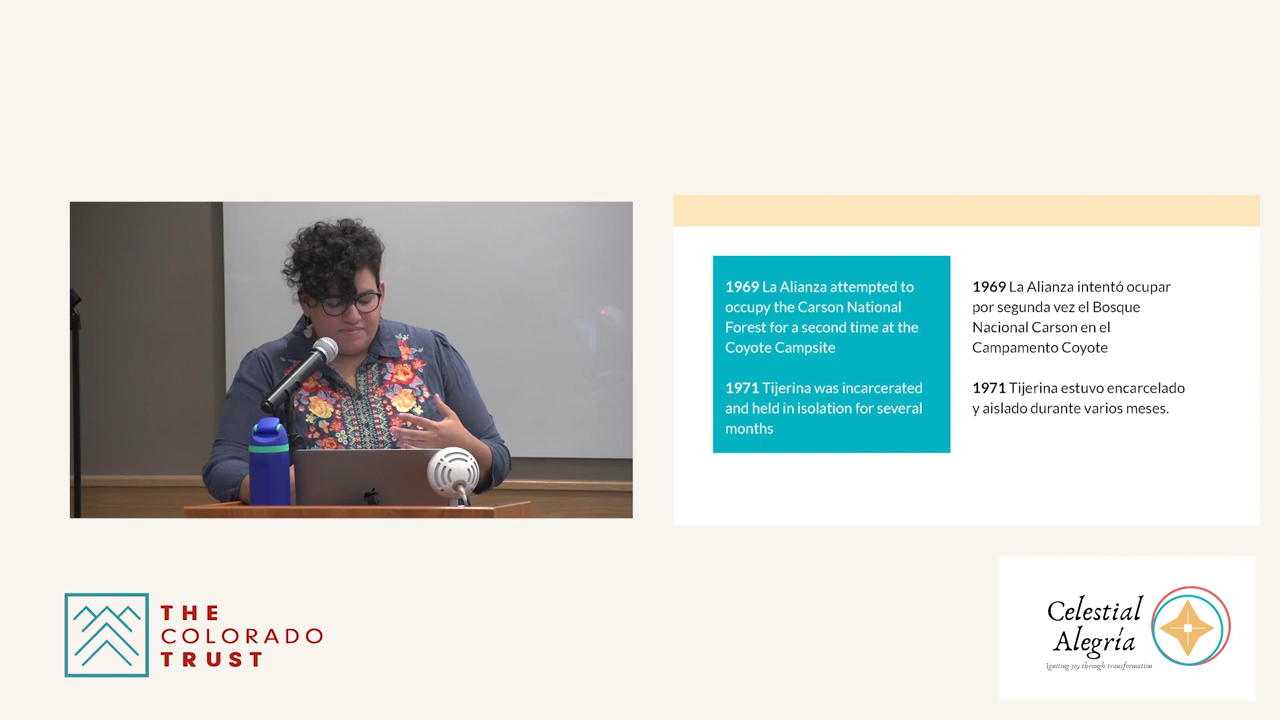 1969 La Alianza attempted to
occupy the Carson National
Forest for a second time at the
Coyote Campsite
1971 Tijerina was incarcerated
and held in isolation for several
months
1969 La Alianza intentó ocupar
por segunda vez el Bosque
Nacional Carson en el
Campamento Coyote
1971 Tijerina estuvo encarcelado
y aislado durante varios meses.
THE
COLORADO
TRUST
Celestial
Alegría
Igniting joy through transformation